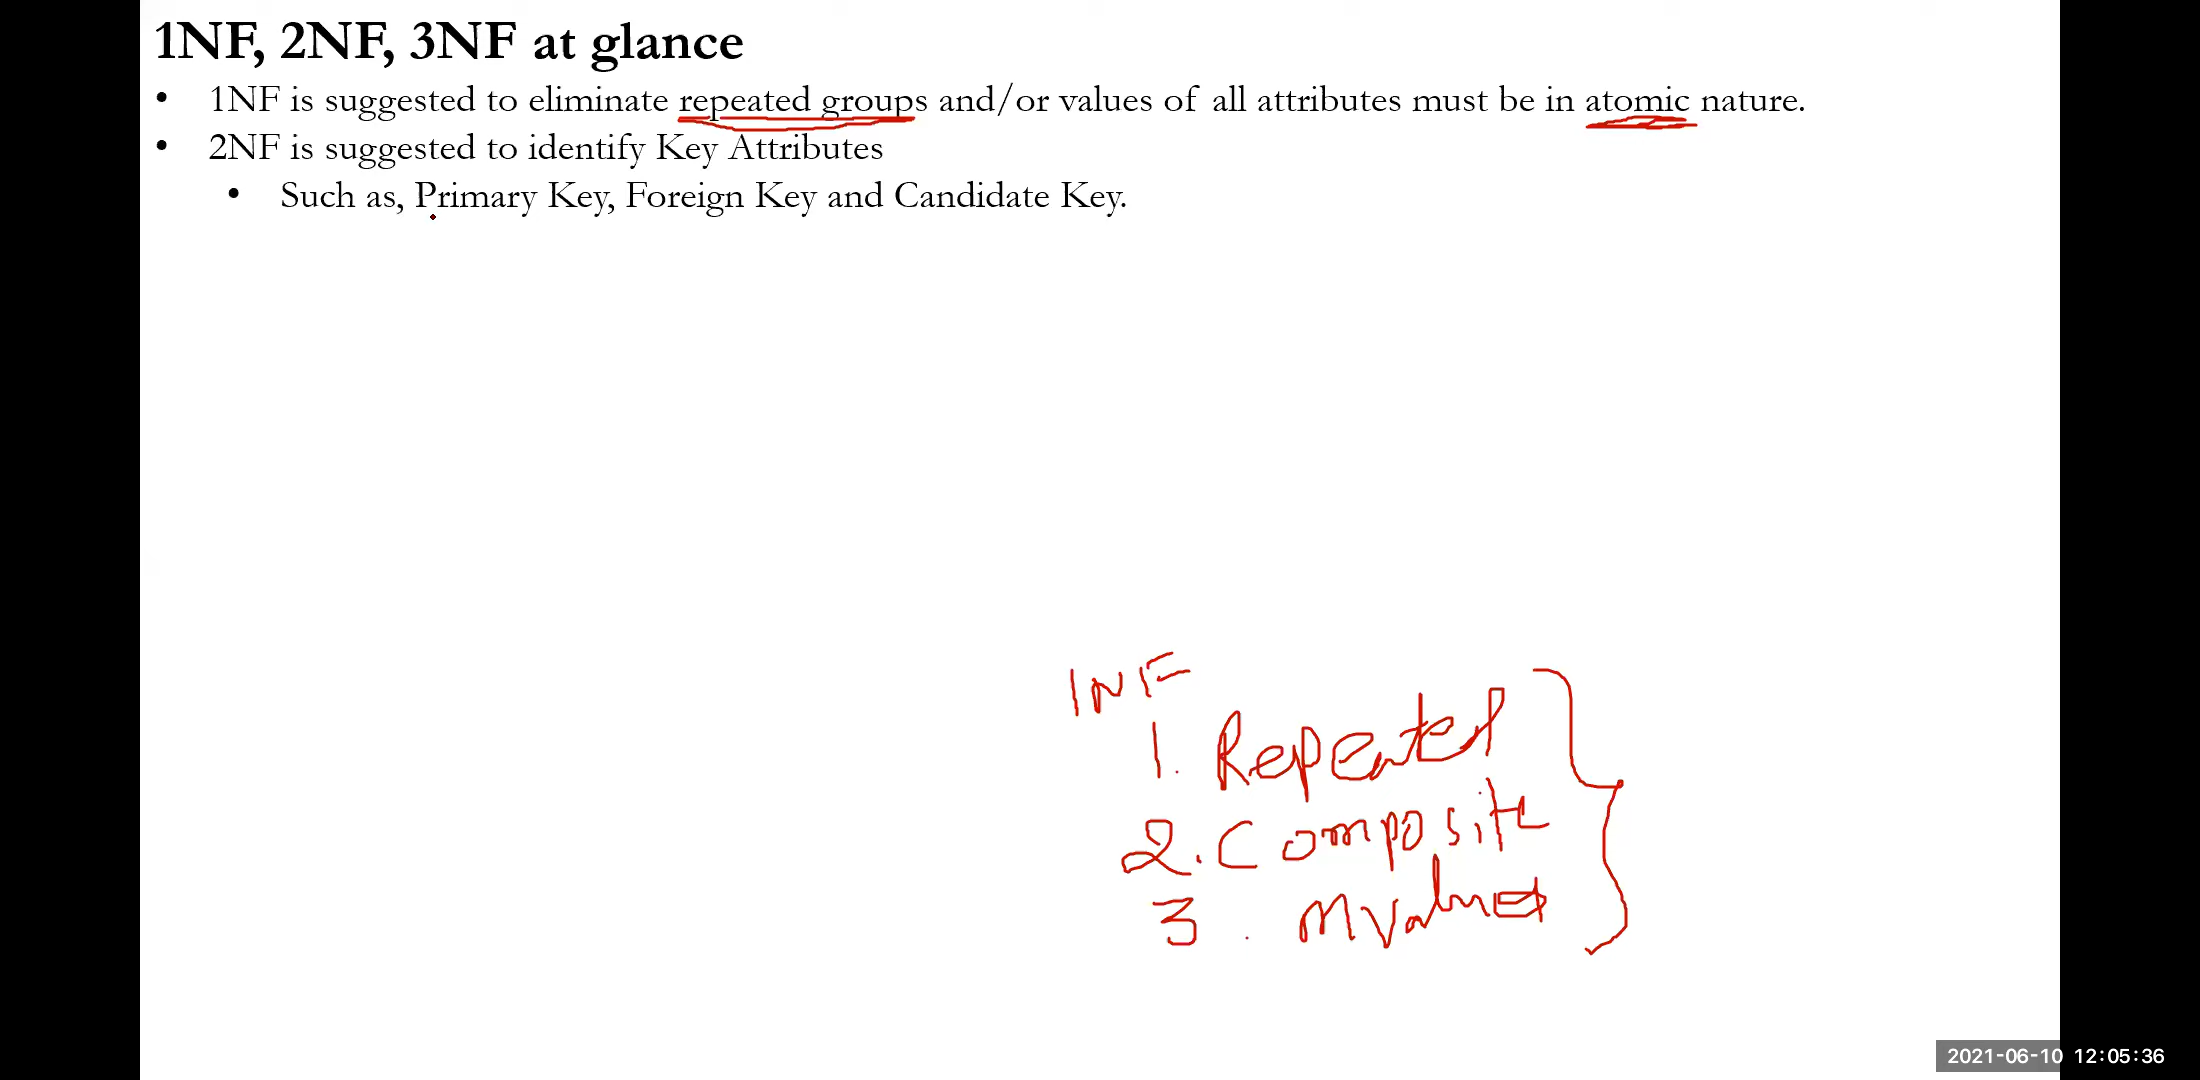 1NF, 2NF, 3NF at glance
• 1NF is suggested to eliminate repeated groups and/or values of all attributes must be in atomic nature.
• 2NF is suggested to identify Key Attributes
• Such as, Primary Key, Foreign Key and Candidate Key.
1NF
1. Repeated
2. Composite
3. MValued
2021-06-10 12:05:36